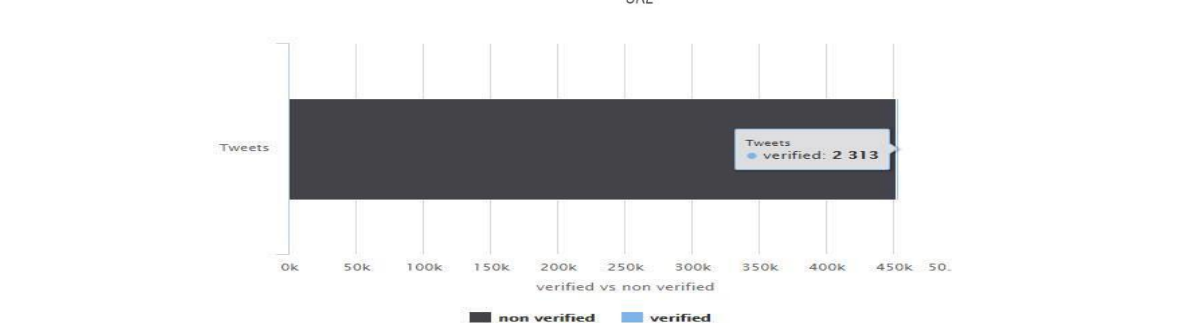 Tweets
Tweets
verified: 2 313
0k 50k 100k 150k 200k 250k 300k 350k 400k 450k 50.
verified vs non verified
non verified verified